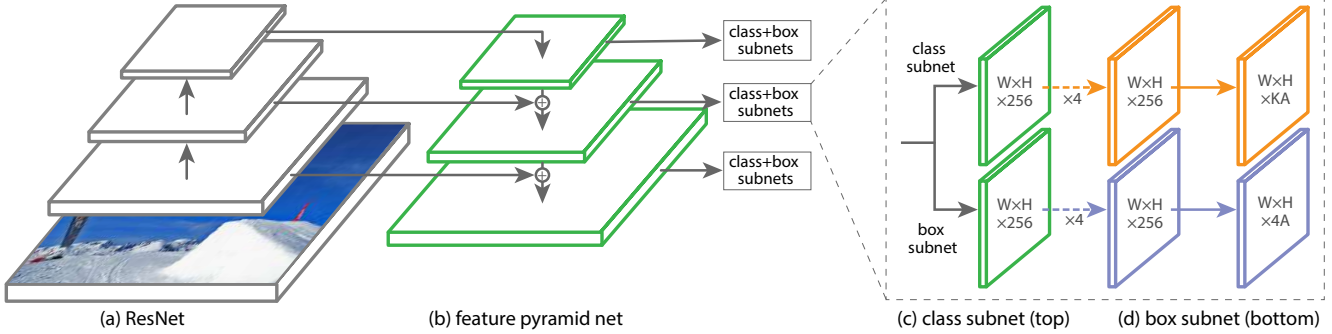 class+box
subnets
class+box
subnets
class+box
subnets
class
subnet
W×H
×256
×4
W×H
×256
W×H
×KA
box
subnet
W×H
×256
×4
W×H
×256
W×H
×4A
(a) ResNet
(b) feature pyramid net
(c) class subnet (top)
(d) box subnet (bottom)